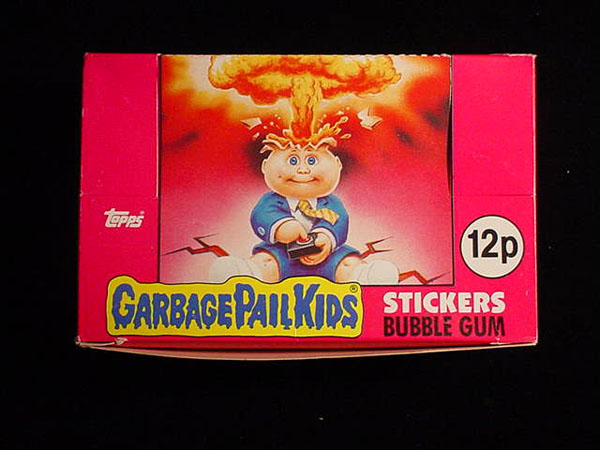 Topps
12p
GARBAGE PAIL KIDS®
STICKERS
BUBBLE GUM